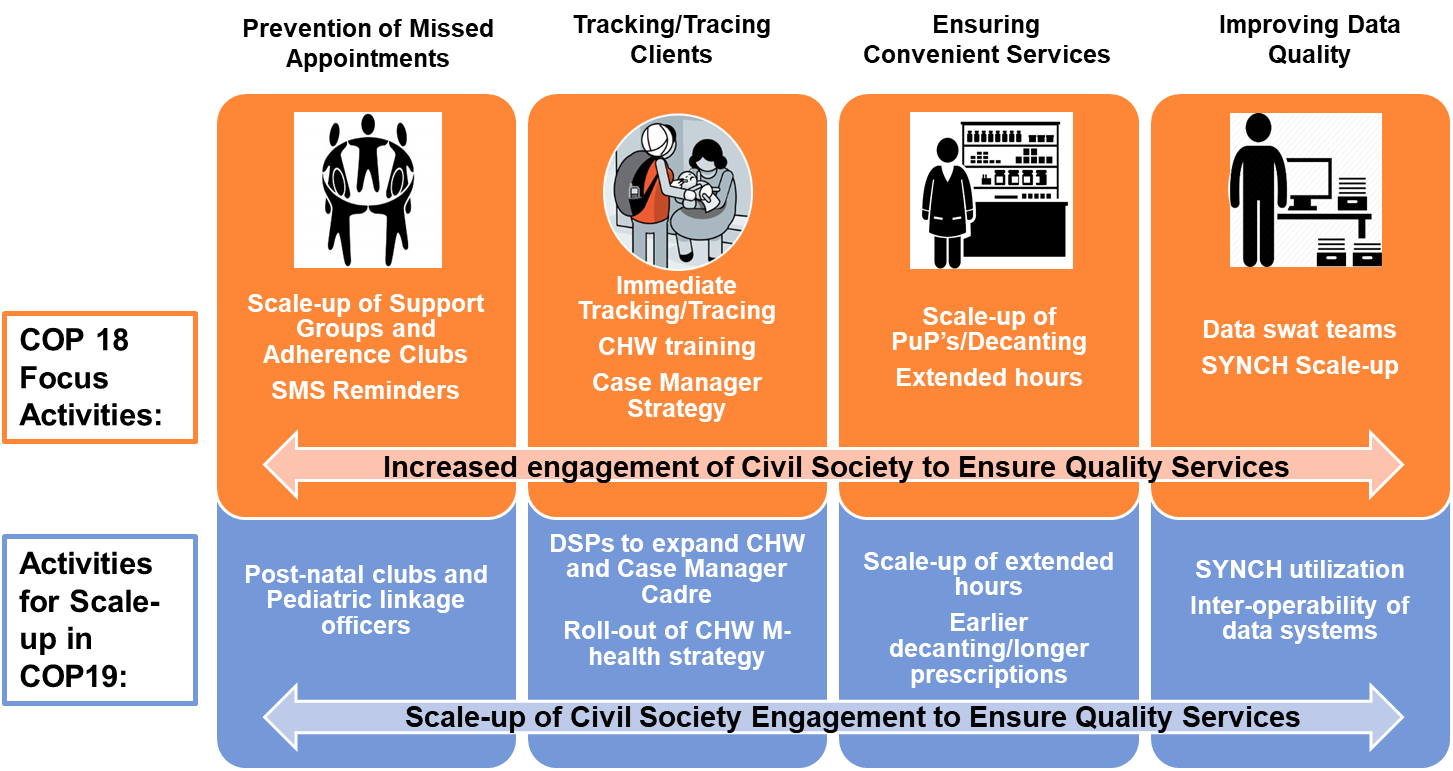 Prevention of Missed
Appointments
Tracking/Tracing
Clients
Ensuring
Convenient Services
Improving Data
Quality
COP 18
Focus
Activities:
Scale-up of Support
Groups and
Adherence Clubs
SMS Reminders
Immediate
Tracking/Tracing
CHW training
Case Manager
Strategy
Scale-up of
PuP's/Decanting
Extended hours
Data swat teams
SYNCH Scale-up
Increased engagement of Civil Society to Ensure Quality Services
Activities
for Scale-
up in
COP19:
Post-natal clubs and
Pediatric linkage
officers
DSPs to expand CHW
and Case Manager
Cadre
Roll-out of CHW M-
health strategy
Scale-up of extended
hours
Earlier
decanting/longer
prescriptions
SYNCH utilization
Inter-operability of
data systems
Scale-up of Civil Society Engagement to Ensure Quality Services